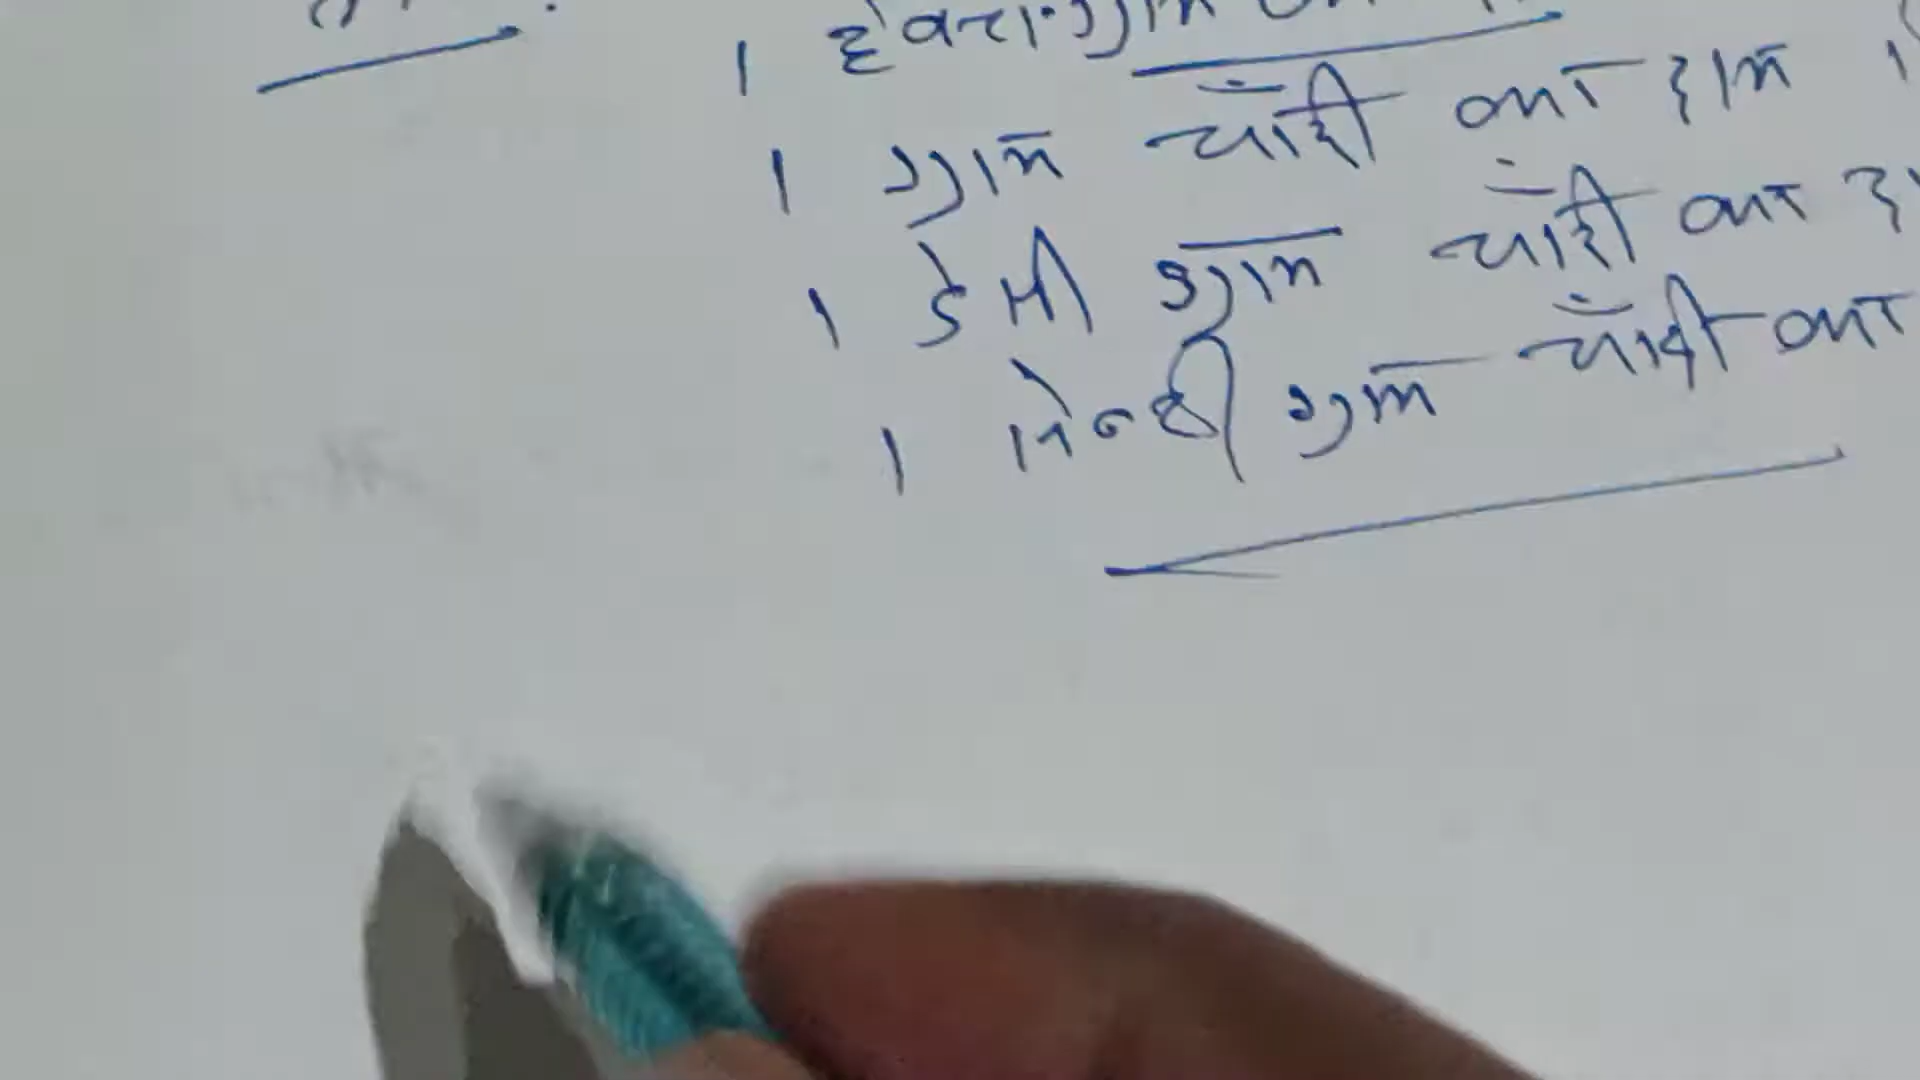 1 हेक्टाग्राम
1 ग्राम चाँदी का दाम
1 डेसी ग्राम चाँदी का
1 सेन्टी ग्राम चाँदी का